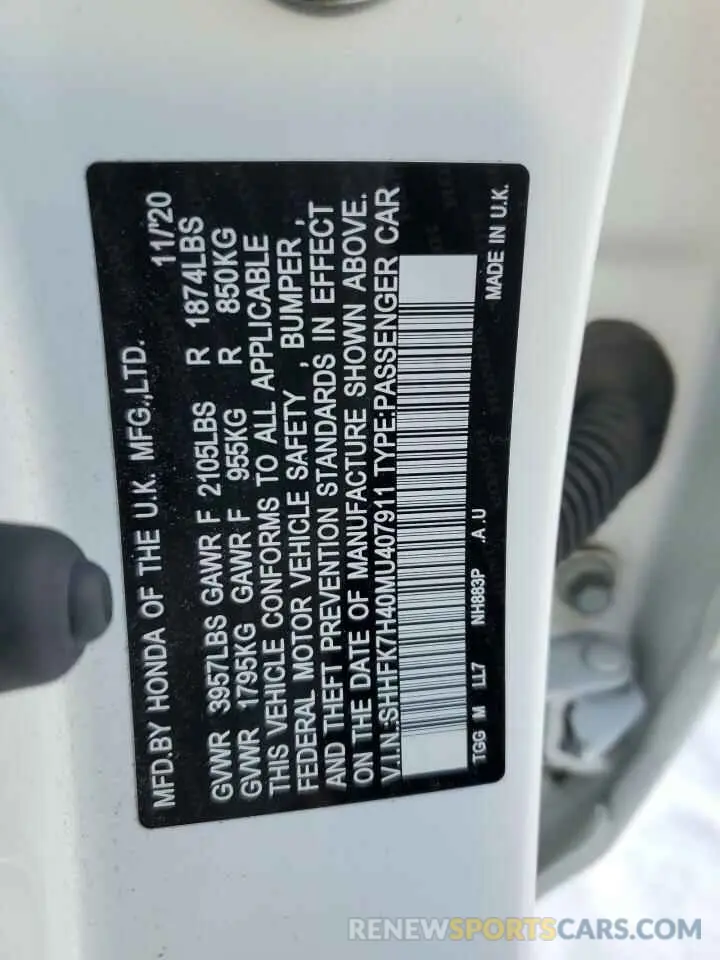 MFD.BY HONDA OF THE U.K. MFG.,LTD. 11/'20
GVWR 3957LBS GAWR F 2105LBS R 1874LBS
GVWR 1795KG GAWR F 955KG R 850KG
THIS VEHICLE CONFORMS TO ALL APPLICABLE
FEDERAL MOTOR VEHICLE SAFETY , BUMPER ,
AND THEFT PREVENTION STANDARDS IN EFFECT
ON THE DATE OF MANUFACTURE SHOWN ABOVE.
V.I.N.:SHHFK7H40MU407911 TYPE:PASSENGER CAR
TGG M LL7 NH883P .A .U MADE IN U.K.
RENEWSPORTSCARS.COM